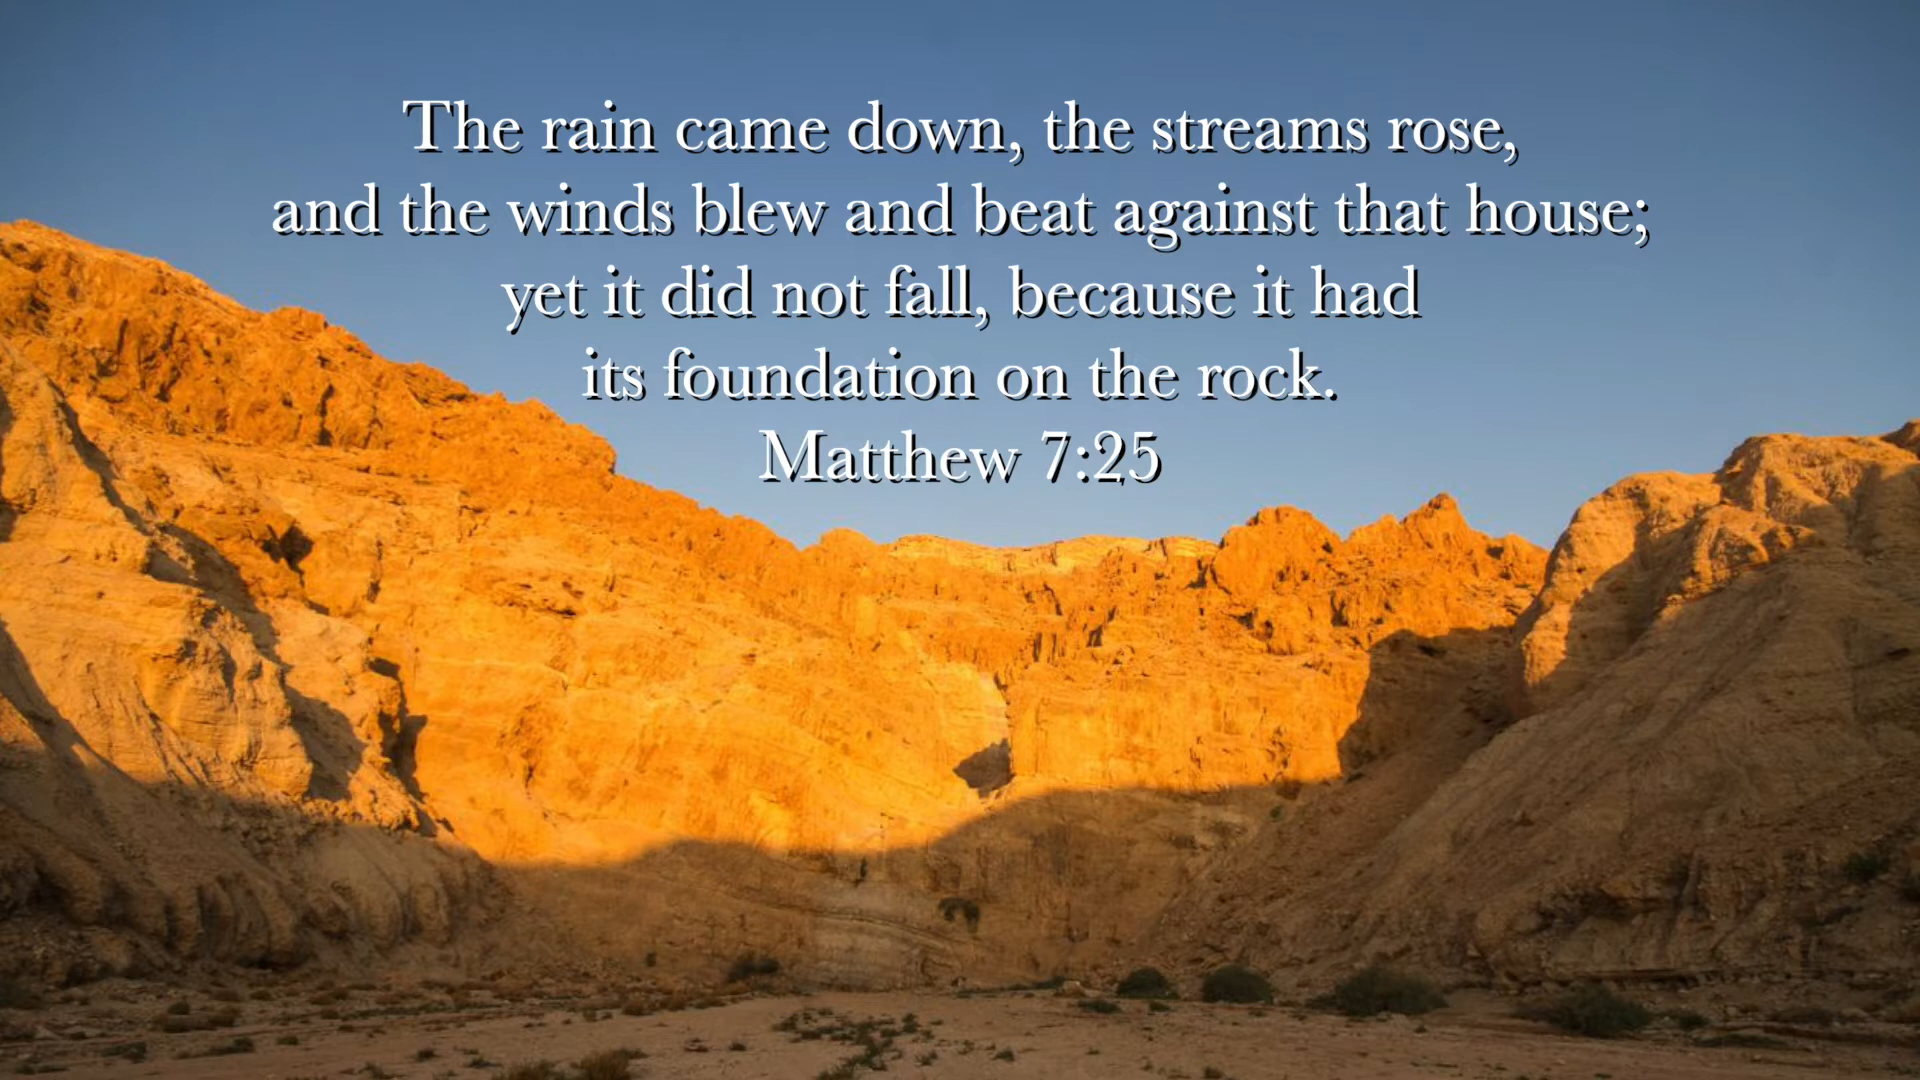 The rain came down, the streams rose,
and the winds blew and beat against that house;
yet it did not fall, because it had
its foundation on the rock.
Matthew 7:25